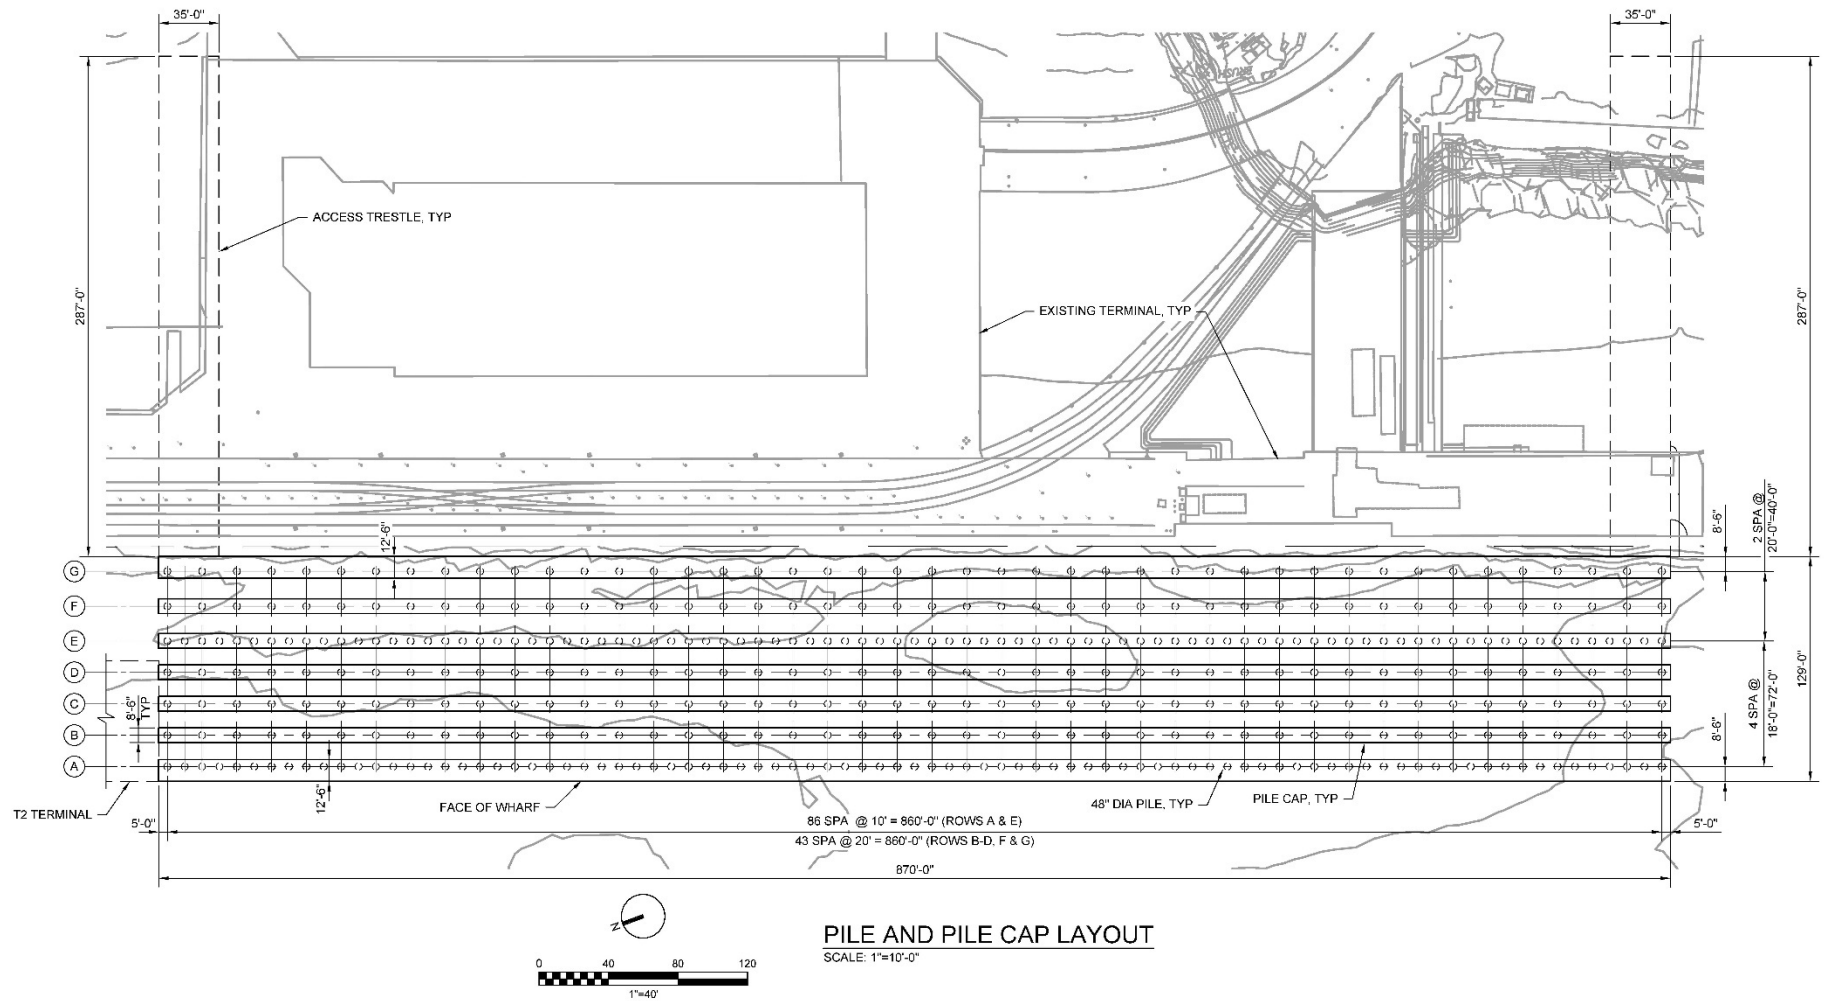 35'-0"
35'-0"
BRUSH
287'-0"
ACCESS TRESTLE, TYP
EXISTING TERMINAL, TYP
287'-0"
12'-6"
8'-6"
2 SPA @
20'-0"=40'-0"
G
F
E
D
C
B
A
8'-6"
TYP
4 SPA @
18'-0"=72'-0"
129'-0"
8'-6"
12'-6"
T2 TERMINAL
FACE OF WHARF
48" DIA PILE, TYP
PILE CAP, TYP
5'-0"
86 SPA @ 10' = 860'-0" (ROWS A & E)
5'-0"
43 SPA @ 20' = 860'-0" (ROWS B-D, F & G)
870'-0"
N
PILE AND PILE CAP LAYOUT
SCALE: 1"=10'-0"
0 40 80 120
1"=40'